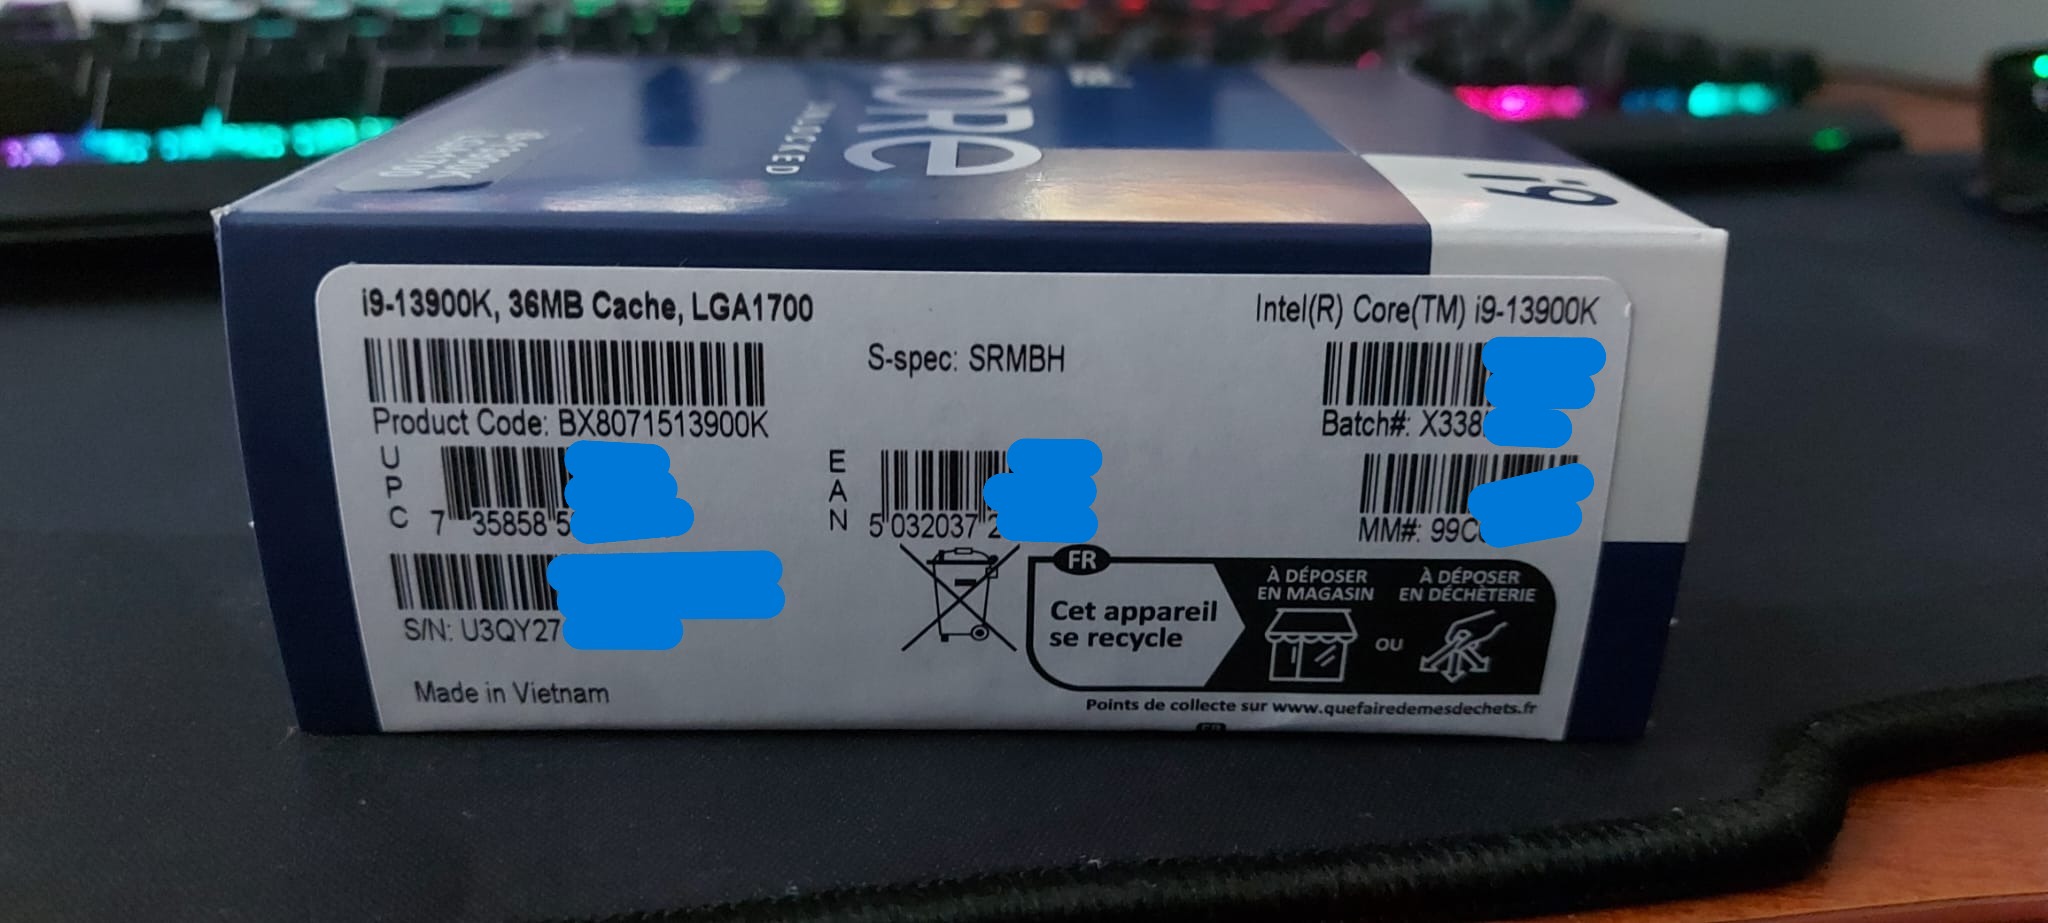 CORE
UNLOCKED
i9
i9-13900K, 36MB Cache, LGA1700
Intel(R) Core(TM) i9-13900K
S-spec: SRMBH
Product Code: BX8071513900K
Batch#: X338
UPC
7 35858 5
EAN
5 032037 2
MM#: 99C
S/N: U3QY27
FR
Cet appareil
se recycle
À DÉPOSER
EN MAGASIN
OU
À DÉPOSER
EN DÉCHÈTERIE
Made in Vietnam
Points de collecte sur www.quefairedemesdechets.fr